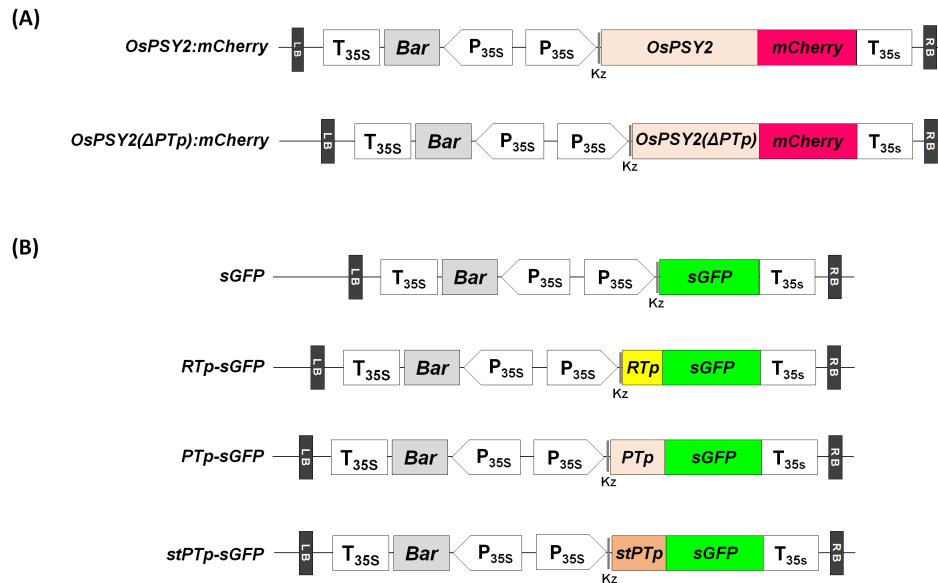 (A)
OsPSY2:mCherry LB T35S Bar P35S P35S OsPSY2 mCherry T35s RB
Kz
OsPSY2(ΔPTp):mCherry LB T35S Bar P35S P35S OsPSY2(ΔPTp) mCherry T35s RB
Kz
(B)
sGFP LB T35S Bar P35S P35S sGFP T35s RB
Kz
RTp-sGFP LB T35S Bar P35S P35S RTp sGFP T35s RB
Kz
PTp-sGFP LB T35S Bar P35S P35S PTp sGFP T35s RB
Kz
stPTp-sGFP LB T35S Bar P35S P35S stPTp sGFP T35s RB
Kz